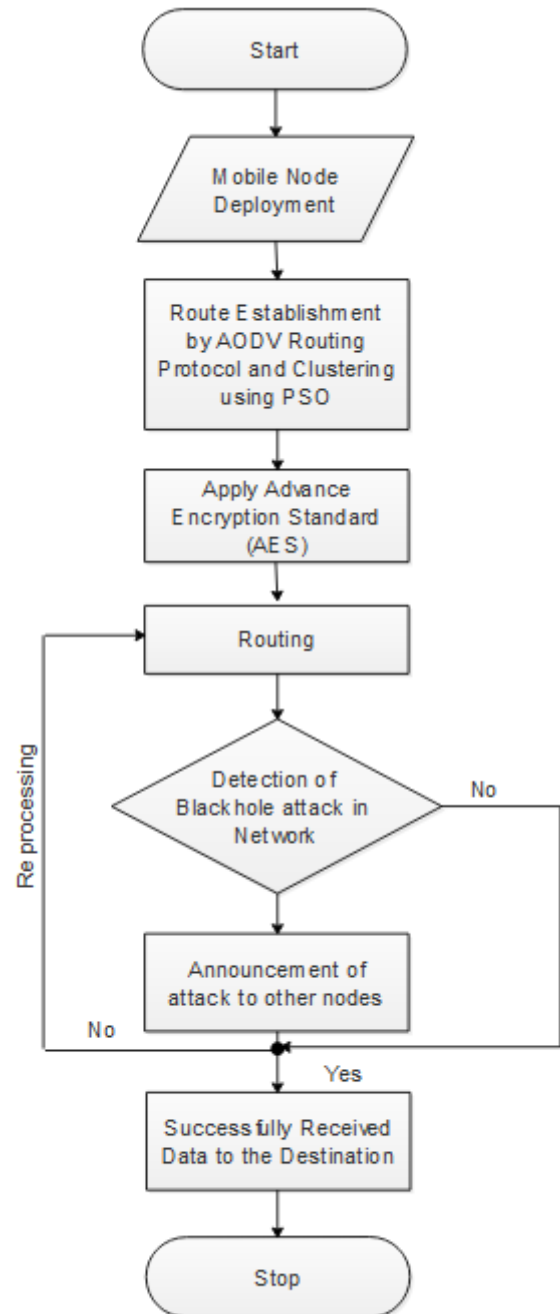 Start
Mobile Node
Deployment
Route Establishment
by AODV Routing
Protocol and Clustering
using PSO
Apply Advance
Encryption Standard
(AES)
Routing
Detection of
Blackhole attack in
Network
No
Re processing
Announcement of
attack to other nodes
No
Yes
Successfully Received
Data to the Destination
Stop